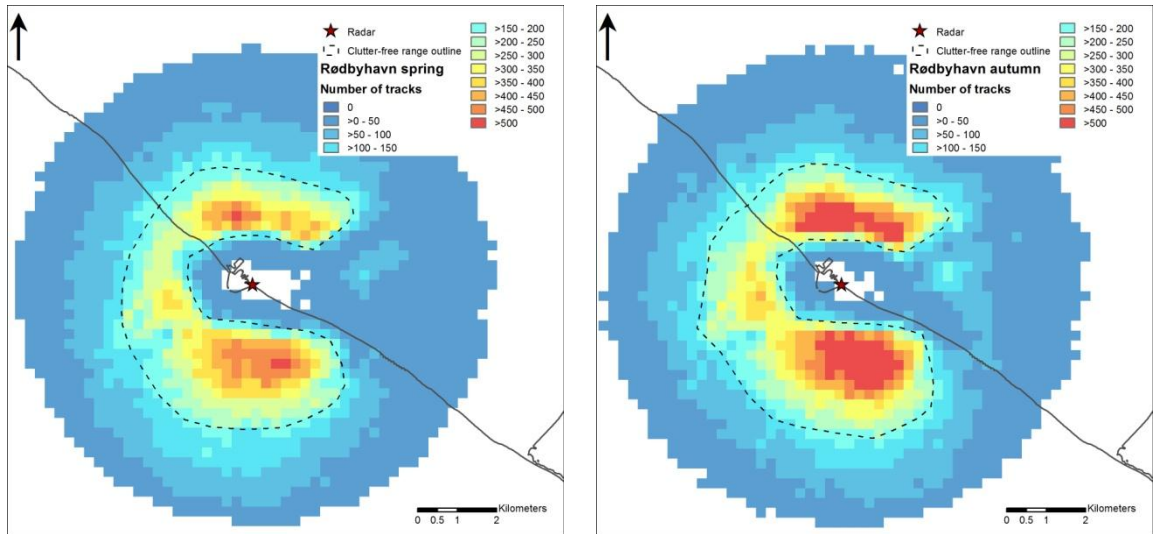 Radar
Clutter-free range outline
Rødbyhavn spring
Number of tracks
0
>0 - 50
>50 - 100
>100 - 150
>150 - 200
>200 - 250
>250 - 300
>300 - 350
>350 - 400
>400 - 450
>450 - 500
>500
Kilometers
0 0.5 1 2
Radar
Clutter-free range outline
Rødbyhavn autumn
Number of tracks
0
>0 - 50
>50 - 100
>100 - 150
>150 - 200
>200 - 250
>250 - 300
>300 - 350
>350 - 400
>400 - 450
>450 - 500
>500
Kilometers
0 0.5 1 2